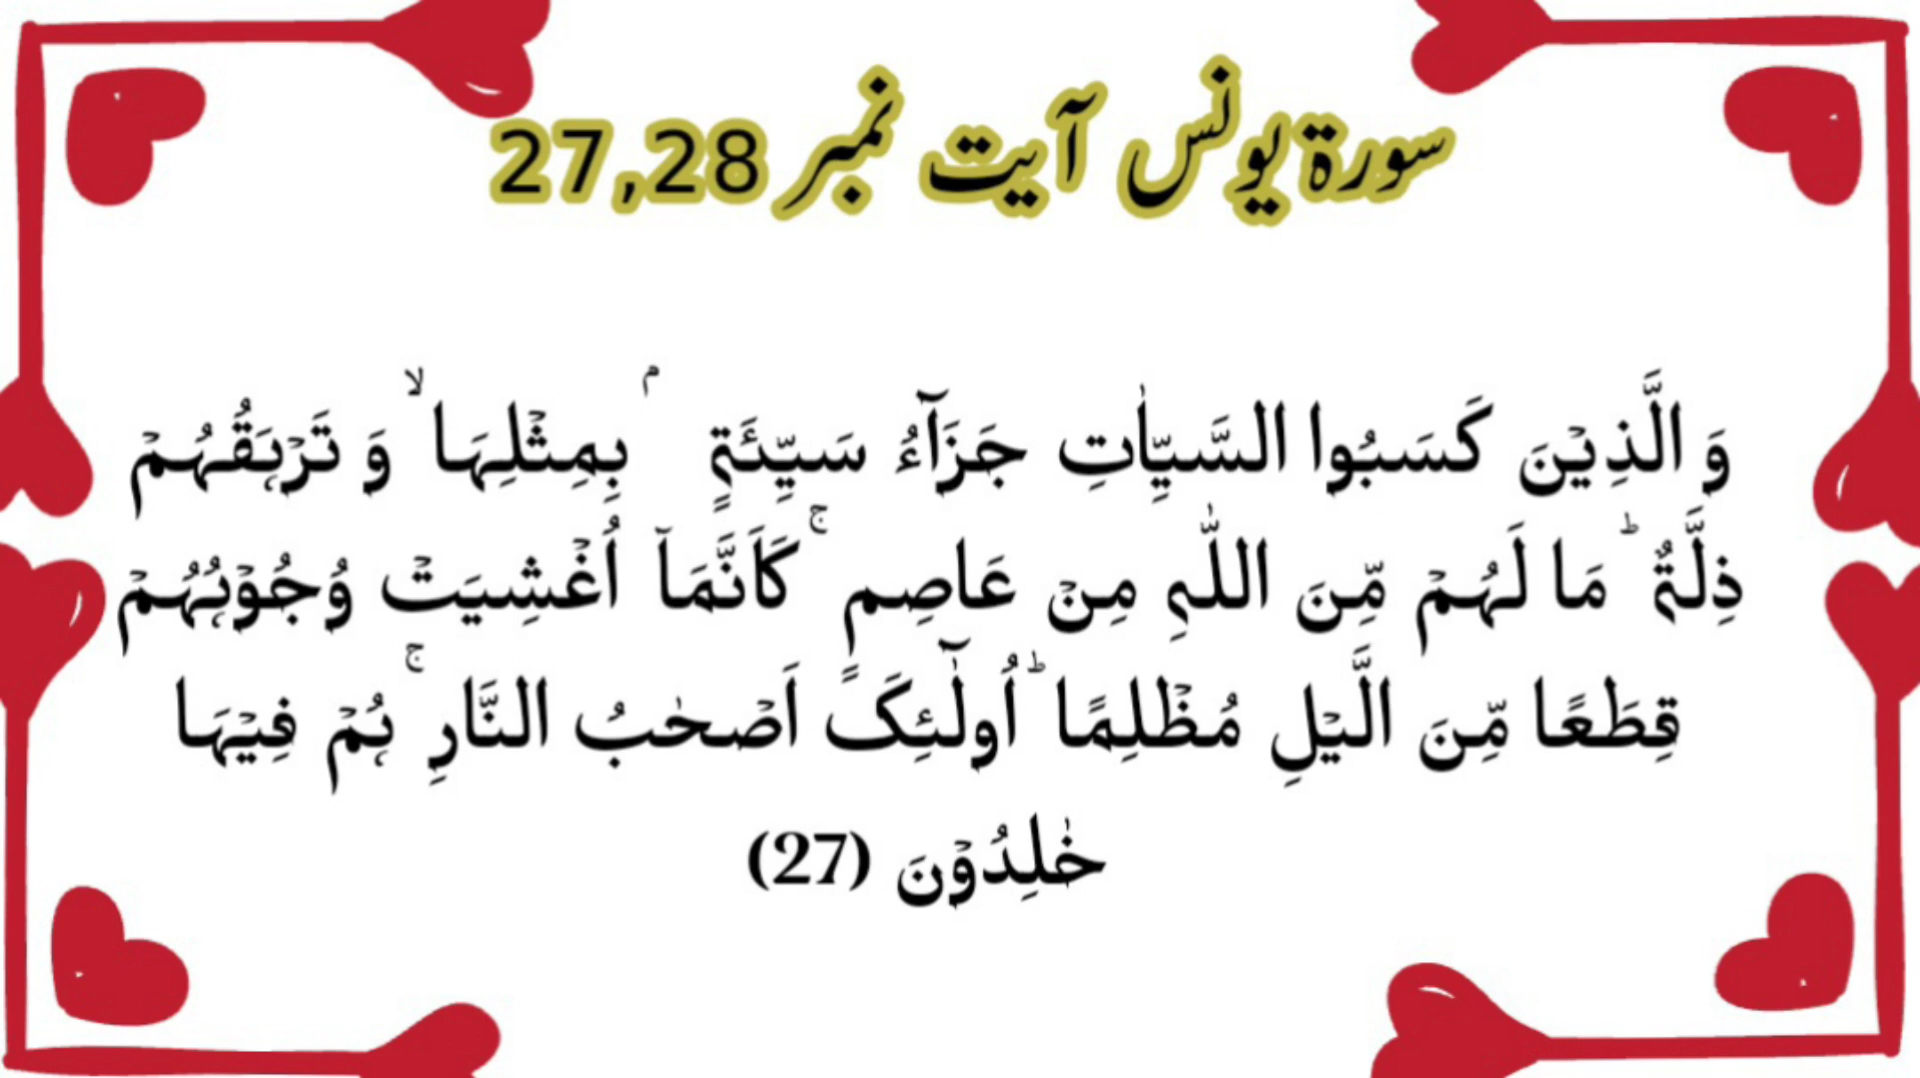 سورۃ یونس آیت نمبر 27,28
وَ الَّذِیۡنَ کَسَبُوا السَّیِّاٰتِ جَزَآءُ سَیِّئَۃٍۭ بِمِثۡلِہَا ۙ وَ تَرۡہَقُہُمۡ
ذِلَّۃٌ ؕ مَا لَہُمۡ مِّنَ اللّٰہِ مِنۡ عَاصِمٍ ۚ کَاَنَّمَاۤ اُغۡشِیَتۡ وُجُوۡہُہُمۡ
قِطَعًا مِّنَ الَّیۡلِ مُظۡلِمًا ؕ اُولٰٓئِکَ اَصۡحٰبُ النَّارِ ۚ ہُمۡ فِیۡہَا
خٰلِدُوۡنَ (27)